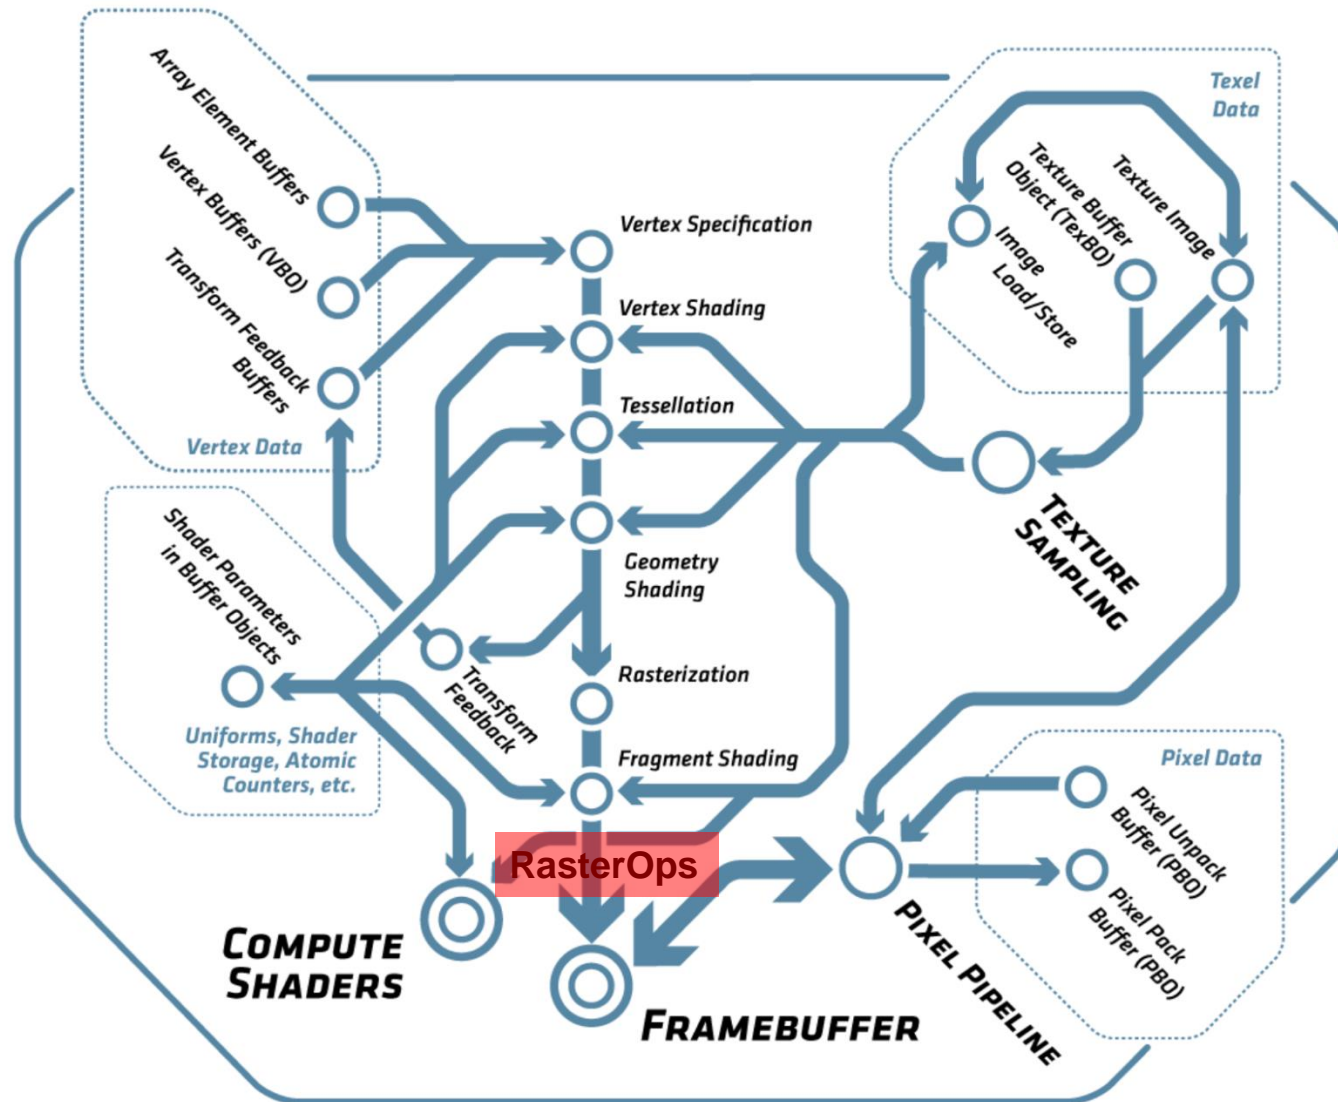 Array Element Buffers
Vertex Buffers (VBO)
Transform Feedback
Buffers
Vertex Data
Vertex Specification
Vertex Shading
Tessellation
Geometry
Shading
Rasterization
Fragment Shading
Texel
Data
Texture Buffer
Object (TexBO)
Texture Image
Image
Load/Store
TEXTURE
SAMPLING
Shader Parameters
in Buffer Objects
Uniforms, Shader
Storage, Atomic
Counters, etc.
Transform
Feedback
RasterOps
COMPUTE
SHADERS
FRAMEBUFFER
PIXEL PIPELINE
Pixel Data
Pixel Unpack
Buffer (PBO)
Pixel Pack
Buffer (PBO)